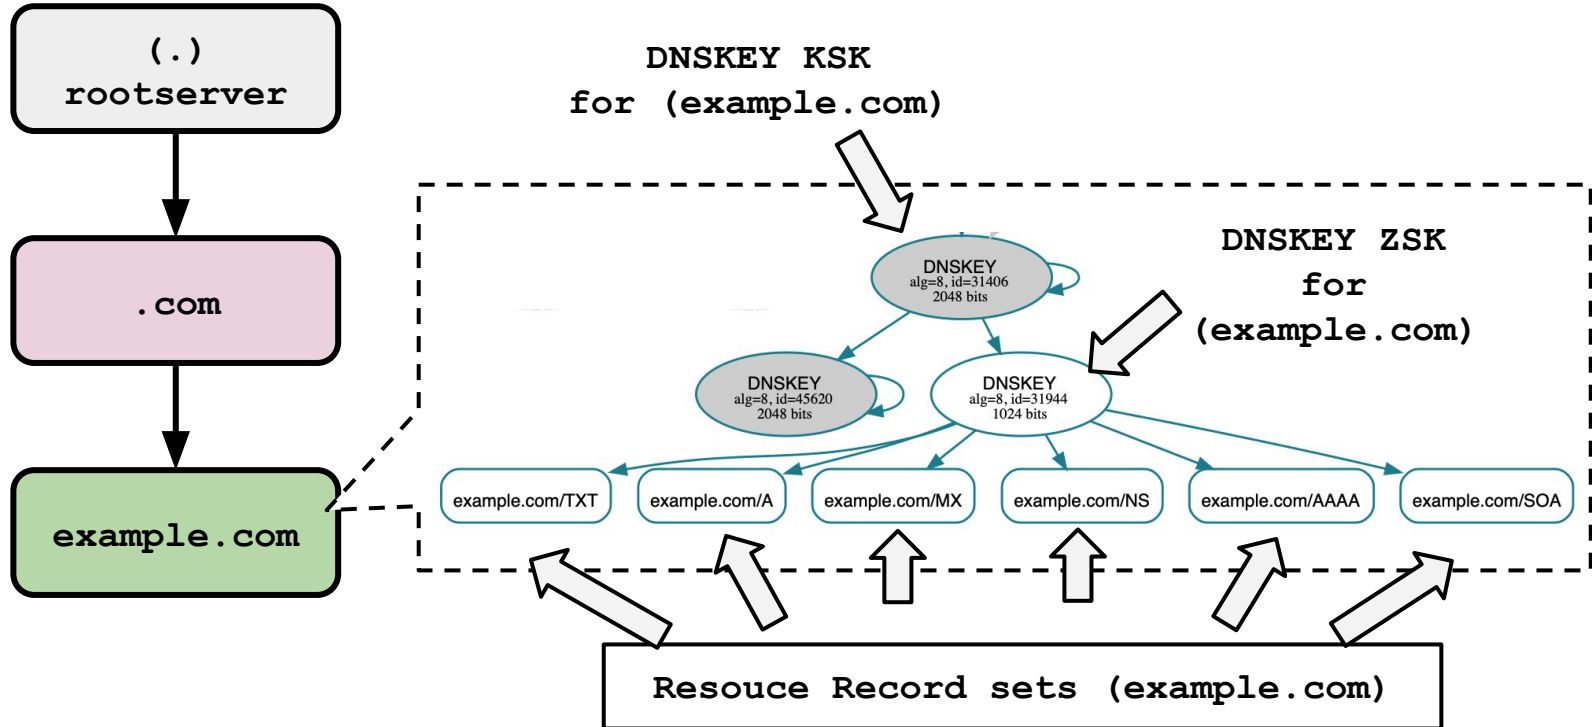 (.)
rootserver
.com
example.com
DNSKEY KSK
for (example.com)
DNSKEY ZSK
for
(example.com)
DNSKEY
alg=8, id=31406
2048 bits
DNSKEY
alg=8, id=45620
2048 bits
DNSKEY
alg=8, id=31944
1024 bits
example.com/TXT
example.com/A
example.com/MX
example.com/NS
example.com/AAAA
example.com/SOA
Resouce Record sets (example.com)